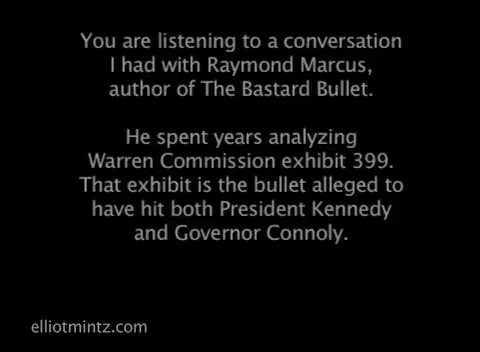 You are listening to a conversation
I had with Raymond Marcus,
author of The Bastard Bullet.
He spent years analyzing
Warren Commission exhibit 399.
That exhibit is the bullet alleged to
have hit both President Kennedy
and Governor Connoly.
elliotmintz.com